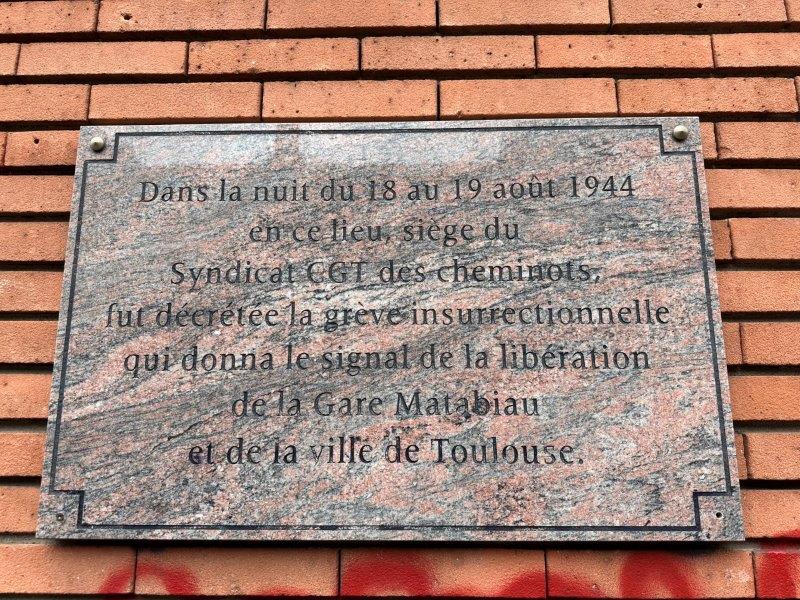 Dans la nuit du 18 au 19 août 1944
en ce lieu, siège du
Syndicat CGT des cheminots,
fut décrétée la grève insurrectionnelle
qui donna le signal de la libération
de la Gare Matabiau
et de la ville de Toulouse.